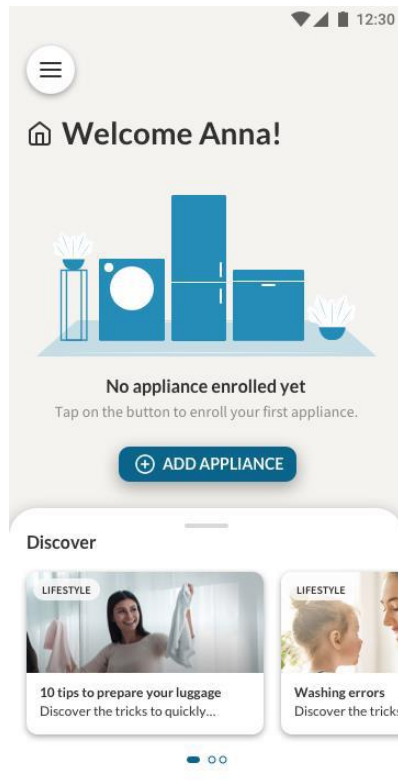 12:30
Welcome Anna!
No appliance enrolled yet
Tap on the button to enroll your first appliance.
ADD APPLIANCE
Discover
LIFESTYLE
10 tips to prepare your luggage
Discover the tricks to quickly...
LIFESTYLE
Washing errors
Discover the tricks